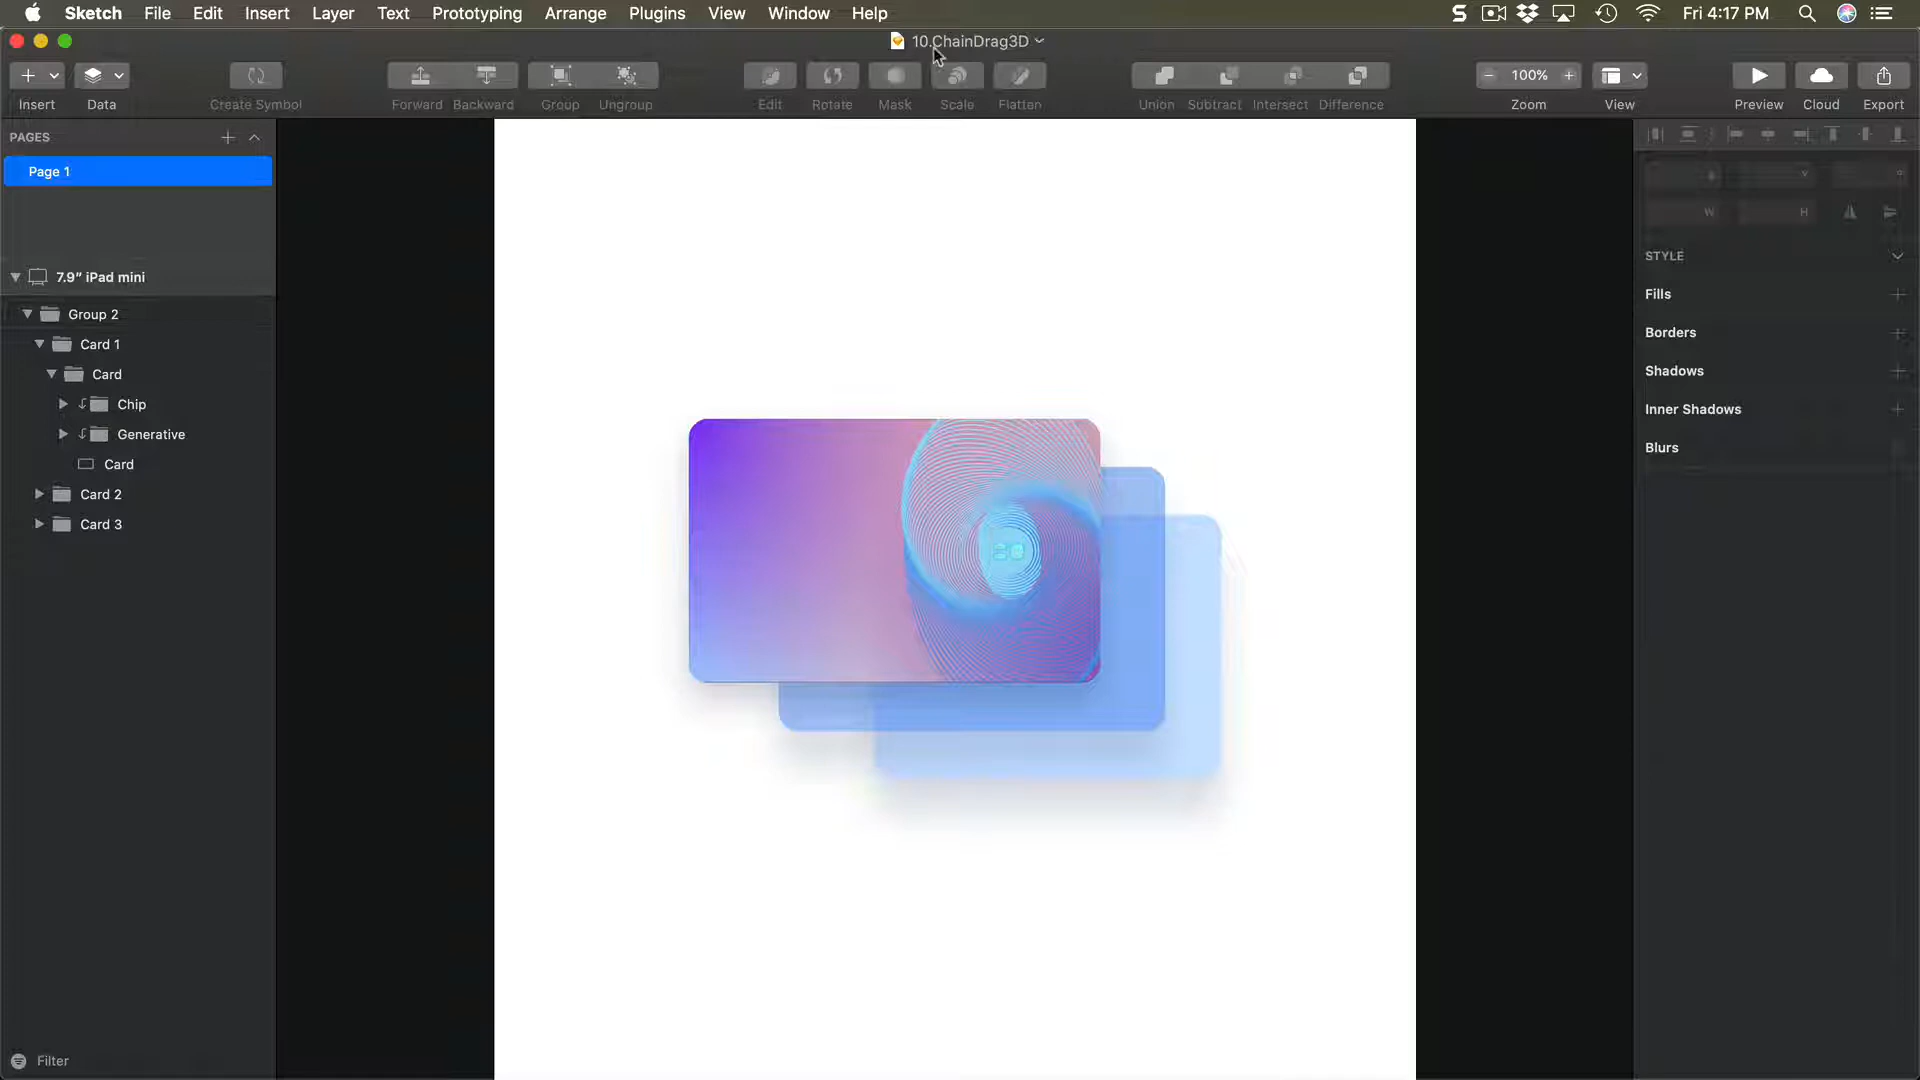 Sketch File Edit Insert Layer Text Prototyping Arrange Plugins View Window Help Fri 4:17 PM
10.ChainDrag3D
100%
Insert Data Create Symbol Forward Backward Group Ungroup Edit Rotate Mask Scale Flatten Union Subtract Intersect Difference Zoom View Preview Cloud Export
PAGES
Page 1
7.9” iPad mini
Group 2
Card 1
Card
Chip
Generative
Card
Card 2
Card 3
Filter
W H
STYLE
Fills
Borders
Shadows
Inner Shadows
Blurs